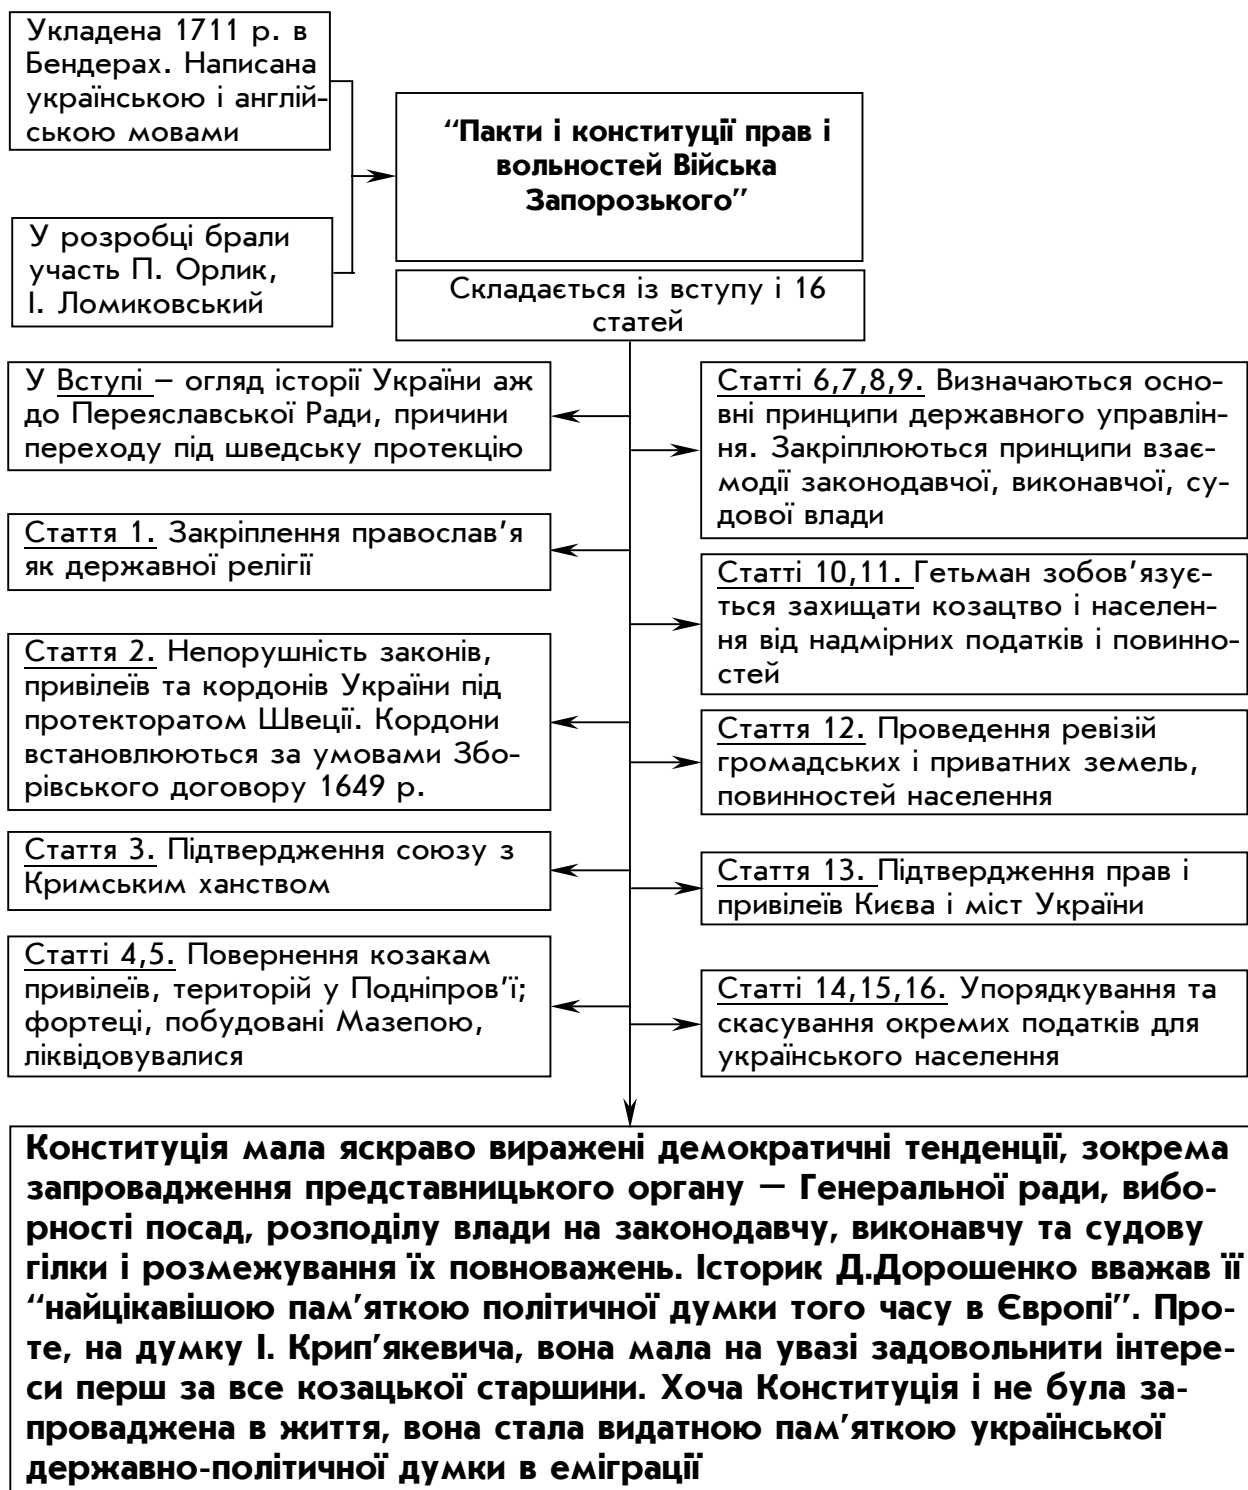 Укладена 1711 р. в
Бендерах. Написана
українською і англій-
ською мовами
“Пакти і конституції прав і
вольностей Війська
Запорозького”
У розробці брали
участь П. Орлик,
І. Ломиковський
Складається із вступу і 16
статей
У Вступі – огляд історії України аж
до Переяславської Ради, причини
переходу під шведську протекцію
Стаття 1. Закріплення православ’я
як державної релігії
Стаття 2. Непорушність законів,
привілеїв та кордонів України під
протекторатом Швеції. Кордони
встановлюються за умовами Збо-
рівського договору 1649 р.
Стаття 3. Підтвердження союзу з
Кримським ханством
Статті 4,5. Повернення козакам
привілеїв, територій у Подніпров’ї;
фортеці, побудовані Мазепою,
ліквідовувалися
Статті 6,7,8,9. Визначаються осно-
вні принципи державного управлін-
ня. Закріплюються принципи взає-
модії законодавчої, виконавчої, су-
дової влади
Статті 10,11. Гетьман зобов’язує-
ться захищати козацтво і населен-
ня від надмірних податків і повинно-
стей
Стаття 12. Проведення ревізій
громадських і приватних земель,
повинностей населення
Стаття 13. Підтвердження прав і
привілеїв Києва і міст України
Статті 14,15,16. Упорядкування та
скасування окремих податків для
українського населення
Конституція мала яскраво виражені демократичні тенденції, зокрема
запровадження представницького органу – Генеральної ради, вибо-
рності посад, розподілу влади на законодавчу, виконавчу та судову
гілки і розмежування їх повноважень. Історик Д.Дорошенко вважав її
“найцікавішою пам’яткою політичної думки того часу в Європі”. Про-
те, на думку І. Крип’якевича, вона мала на увазі задовольнити інтере-
си перш за все козацької старшини. Хоча Конституція і не була за-
проваджена в життя, вона стала видатною пам’яткою української
державно-політичної думки в еміграції